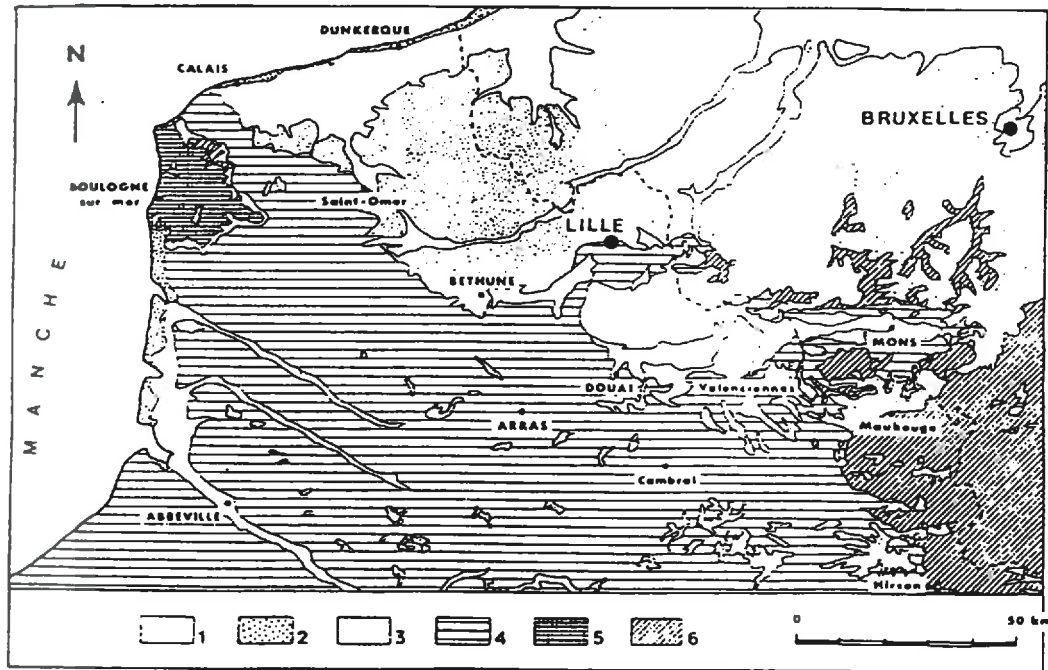 DUNKERQUE
N
CALAIS
BRUXELLES
BOULOGNE
sur mer
Saint-Omer
LILLE
BETHUNE
MANCHE
MONS
DOUAI
Valenciennes
ARRAS
Maubeuge
Cambrai
ABBEVILLE
Hirson
1 2 3 4 5 6
0 50 km